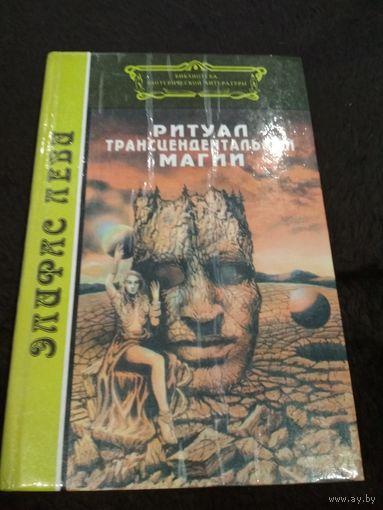 БИБЛИОТЕКА
ЭЗОТЕРИЧЕСКОЙ ЛИТЕРАТУРЫ
РИТУАЛ
ТРАНСЦЕНДЕНТАЛЬНОЙ
МАГИИ
ЭЛИФАС ЛЕВИ
www.ay.by